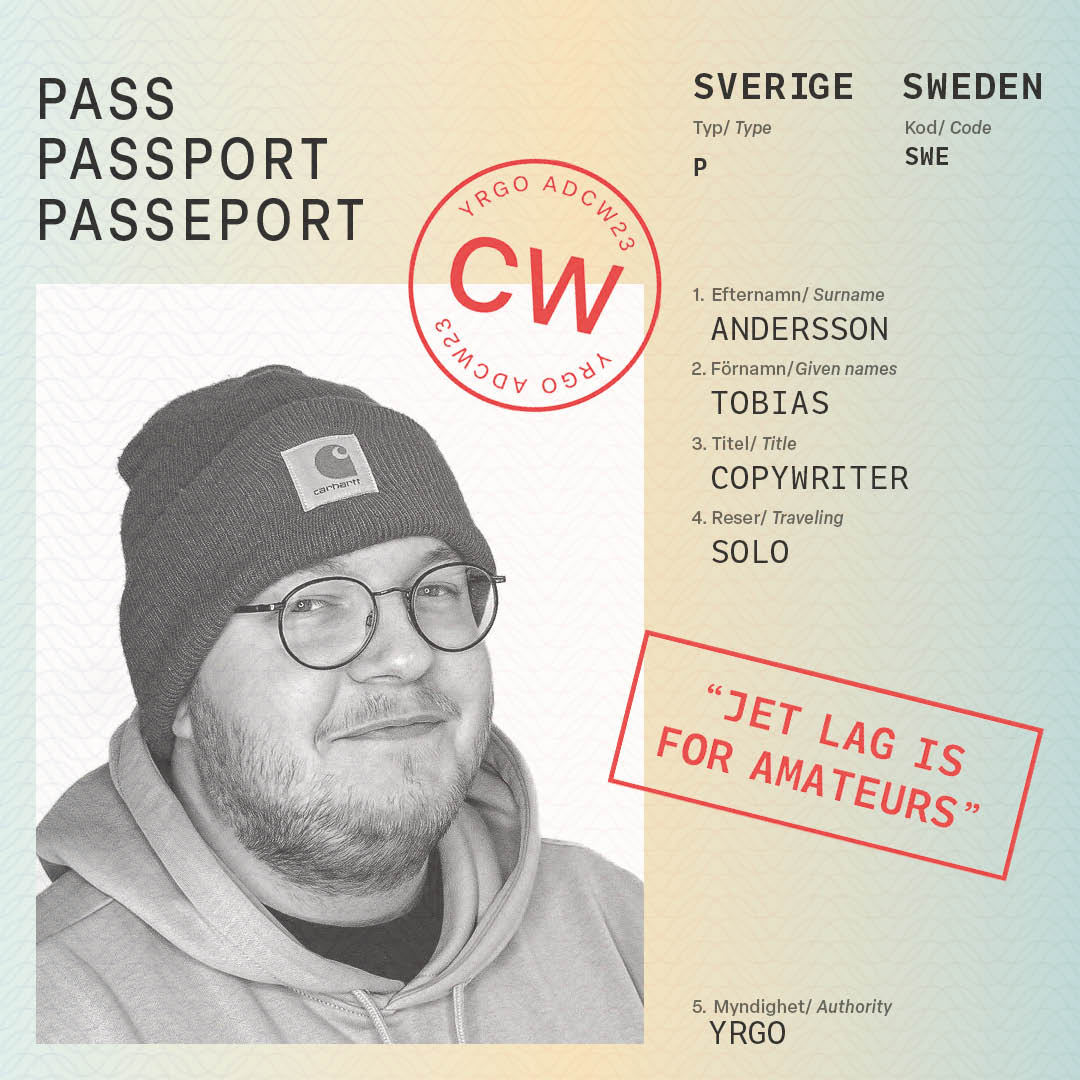 PASS
PASSPORT
PASSEPORT
SVERIGE SWEDEN
Typ/ Type Kod/ Code
P SWE
YRGO ADCW23
CW
YRGO ADCW23
carhartt
1. Efternamn/ Surname
ANDERSSON
2. Förnamn/Given names
TOBIAS
3. Titel/ Title
COPYWRITER
4. Reser/ Traveling
SOLO
“JET LAG IS
FOR AMATEURS”
5. Myndighet/ Authority
YRGO